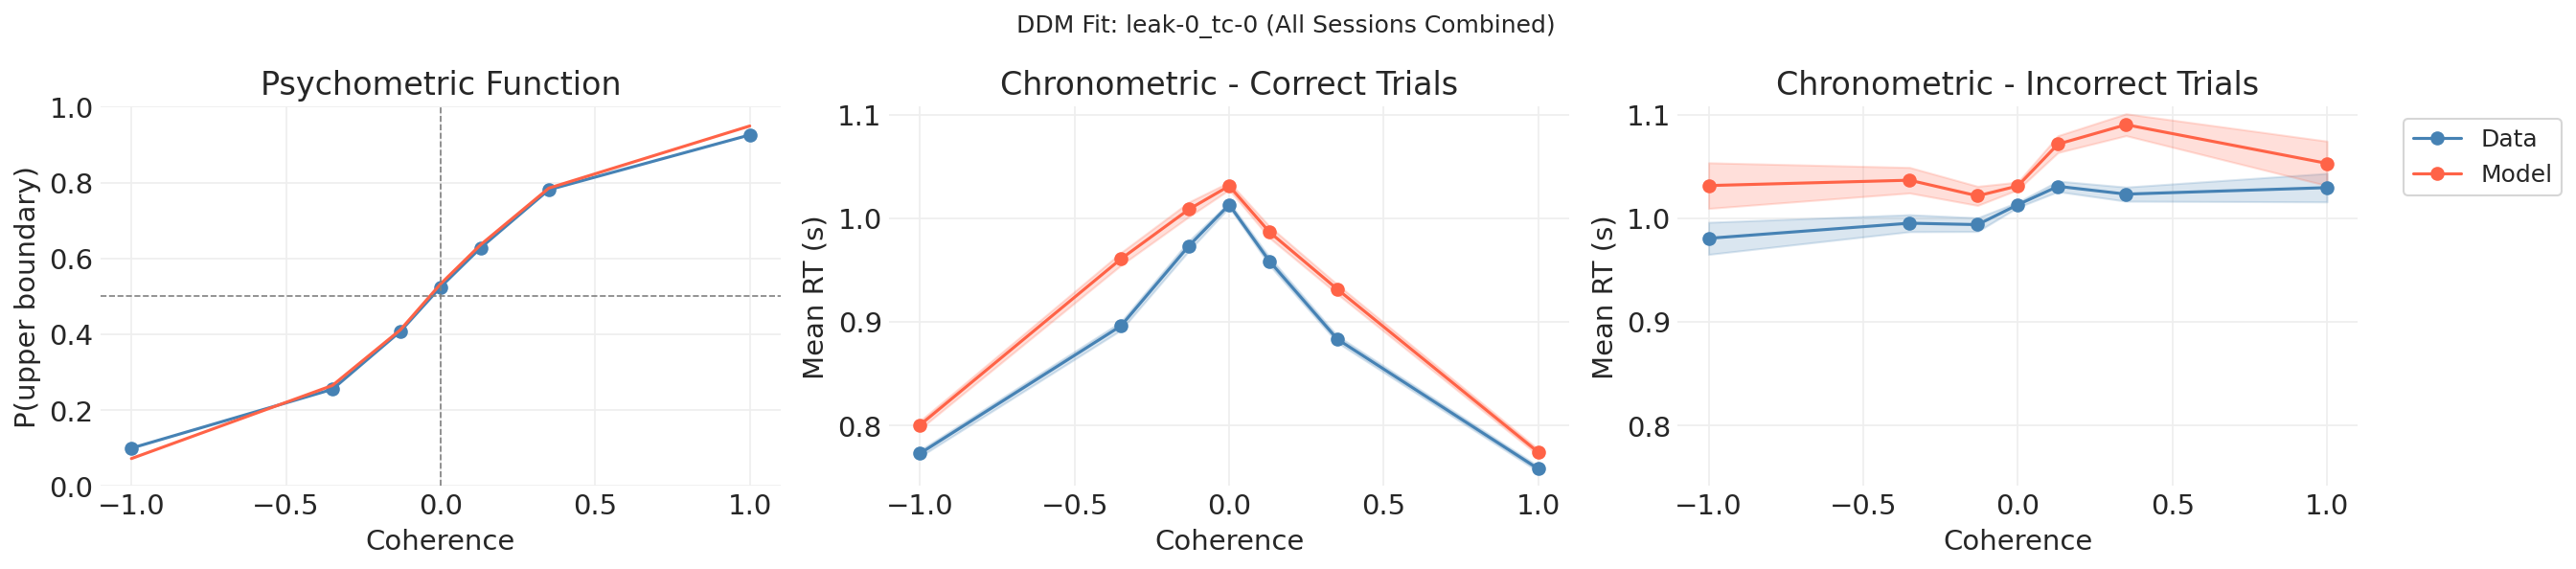 DDM Fit: leak-0_tc-0 (All Sessions Combined)
Psychometric Function
P(upper boundary)
1.0
0.8
0.6
0.4
0.2
0.0
−1.0 −0.5 0.0 0.5 1.0
Coherence
Chronometric - Correct Trials
Mean RT (s)
1.1
1.0
0.9
0.8
−1.0 −0.5 0.0 0.5 1.0
Coherence
Chronometric - Incorrect Trials
Mean RT (s)
1.1
1.0
0.9
0.8
−1.0 −0.5 0.0 0.5 1.0
Coherence
Data
Model